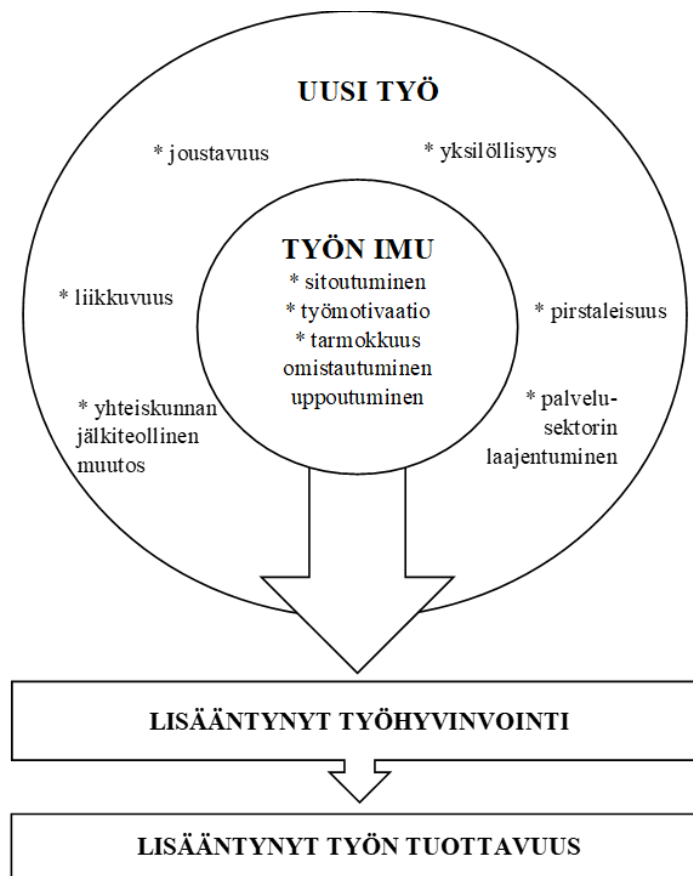 UUSI TYÖ
* joustavuus
* yksilöllisyys
TYÖN IMU
* sitoutuminen
* työmotivaatio
* tarmokkuus
omistautuminen
uppoutuminen
* liikkuvuus
* pirstaleisuus
* yhteiskunnan
jälkiteollinen
muutos
* palvelu-
sektorin
laajentuminen
LISÄÄNTYNYT TYÖHYVINVOINTI
LISÄÄNTYNYT TYÖN TUOTTAVUUS